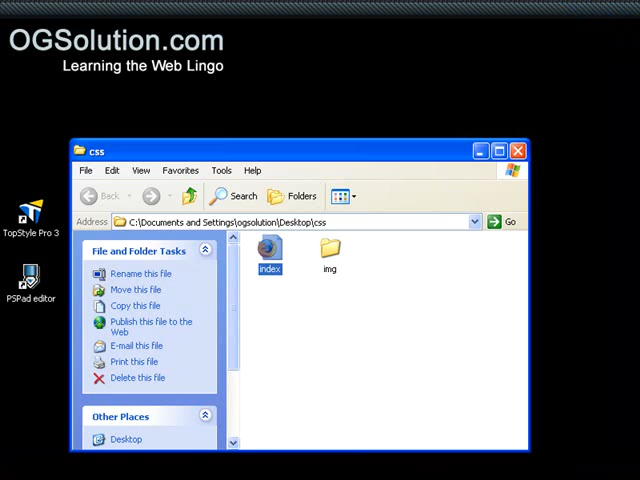 OGSolution.com
Learning the Web Lingo
css
File Edit View Favorites Tools Help
Back Search Folders
Address C:\Documents and Settings\ogsolution\Desktop\css Go
TopStyle Pro 3
PSPad editor
File and Folder Tasks
Rename this file
Move this file
Copy this file
Publish this file to the
Web
E-mail this file
Print this file
Delete this file
Other Places
Desktop
index
img